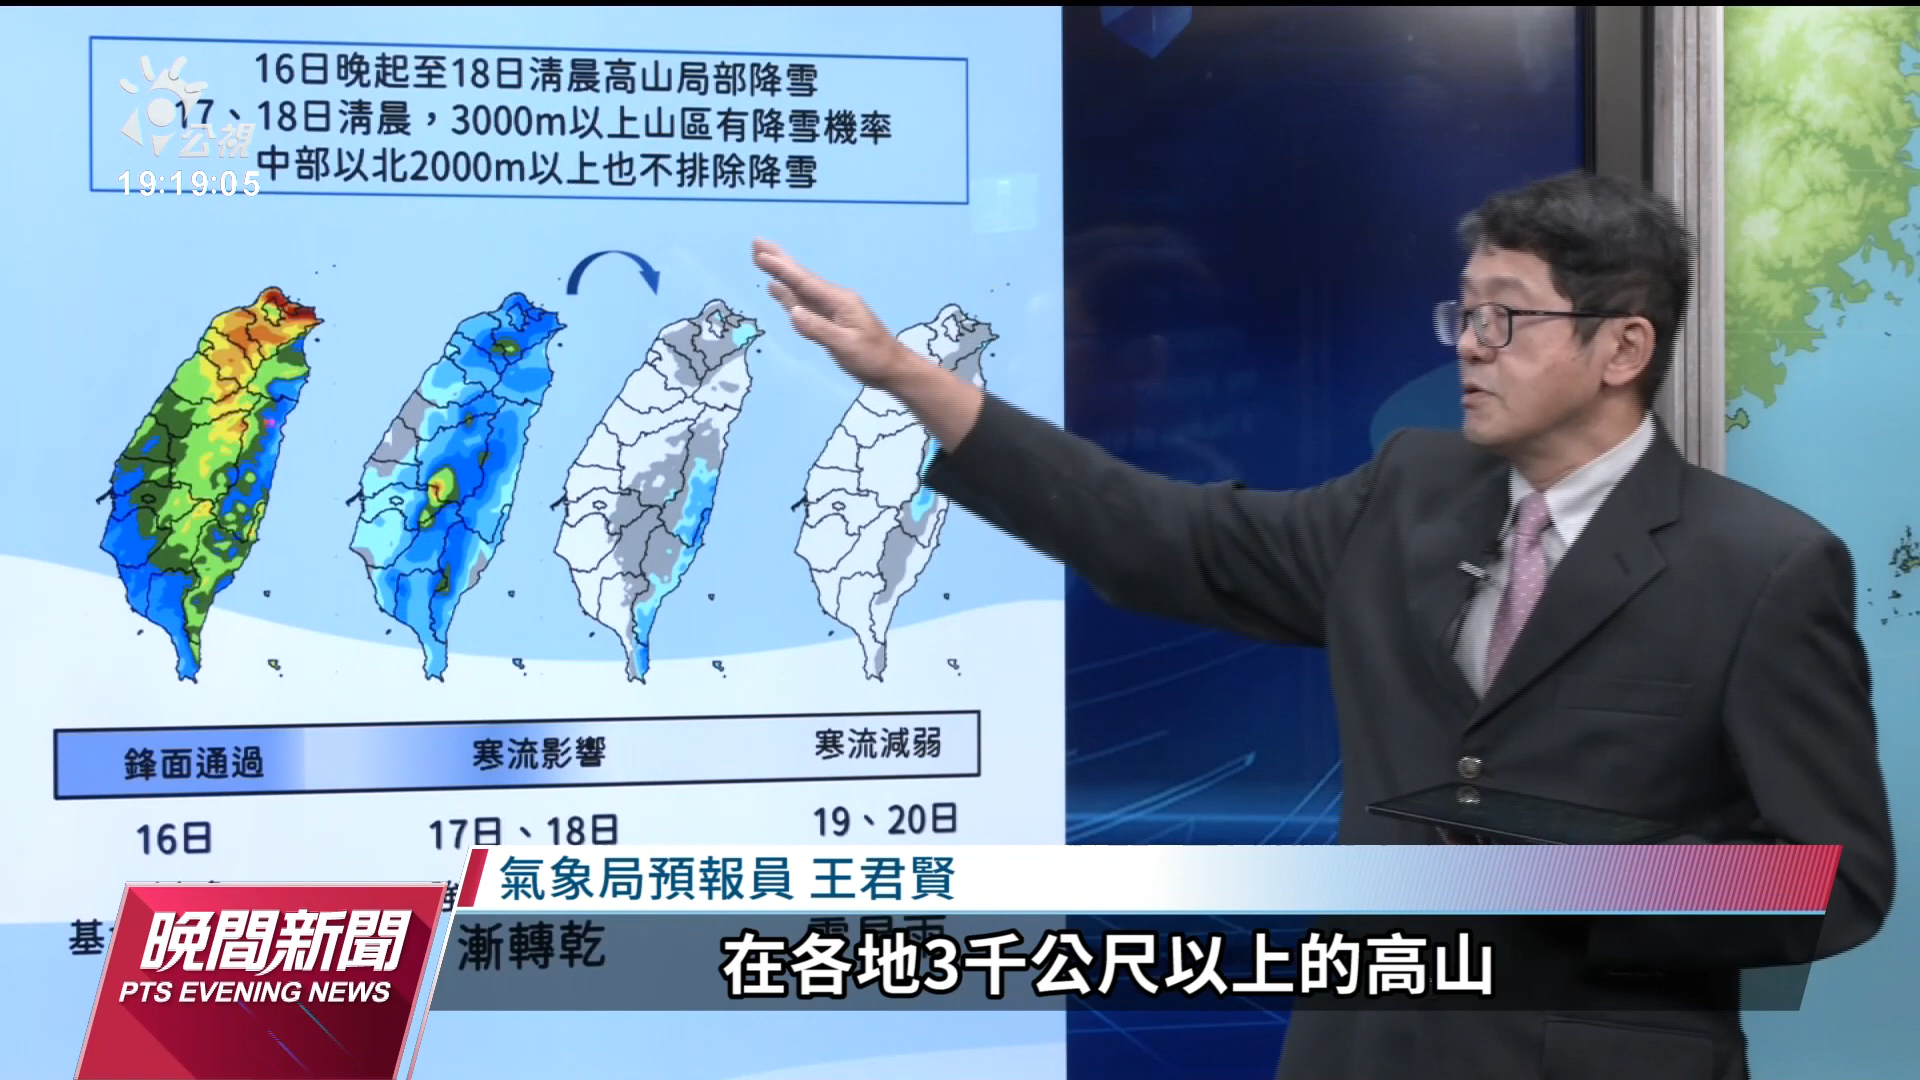 16日晚起至18日清晨高山局部降雪
17、18日清晨，3000m以上山區有降雪機率
中部以北2000m以上也不排除降雪
公視
19:19:05
鋒面通過
寒流影響
寒流減弱
16日
17日、18日
19、20日
基
漸轉乾
氣象局預報員 王君賢
晚間新聞
PTS EVENING NEWS
在各地3千公尺以上的高山